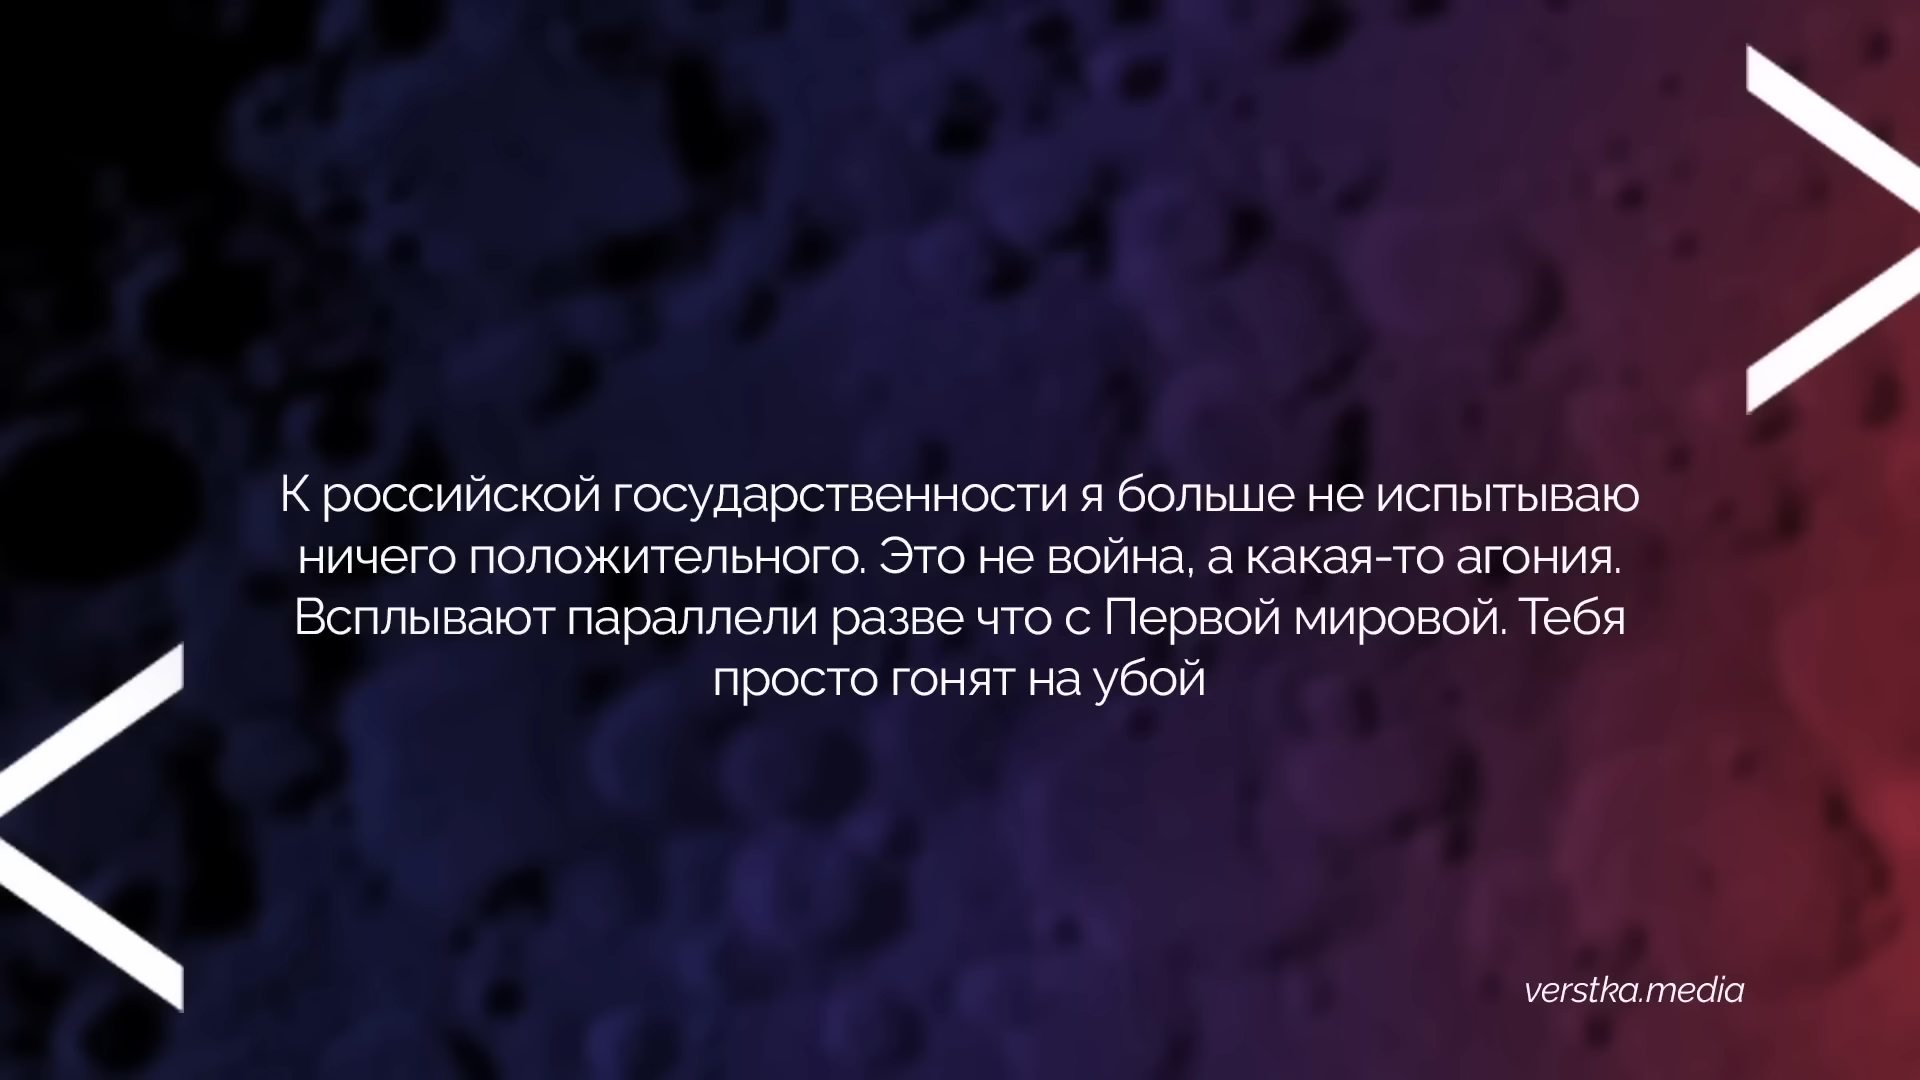 К российской государственности я больше не испытываю
ничего положительного. Это не война, а какая-то агония.
Всплывают параллели разве что с Первой мировой. Тебя
просто гонят на убой
verstka.media